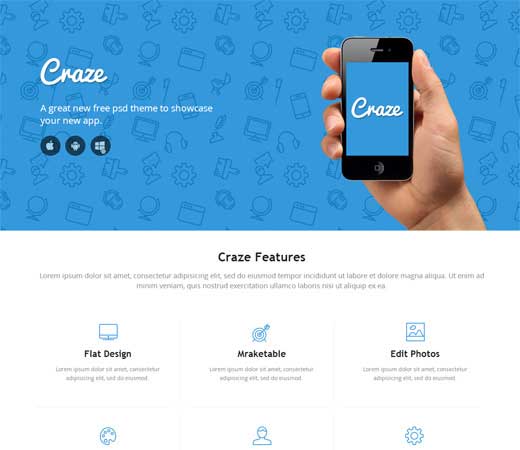 Craze
A great new free psd theme to showcase
your new app.
Craze
Craze Features
Lorem ipsum dolor sit amet, consectetur adipisicing elit, sed do eiusmod tempor incididunt ut labore et dolore magna aliqua. Ut enim ad
minim veniam, quis nostrud exercitation ullamco laboris nisi ut aliquip ex ea.
Flat Design
Mraketable
Edit Photos
Lorem ipsum dolor sit amet, consectetur
adipisicing elit, sed do eiusmod
Lorem ipsum dolor sit amet, consectetur
adipisicing elit, sed do eiusmod
Lorem ipsum dolor sit amet, consectetur
adipisicing elit, sed do eiusmod